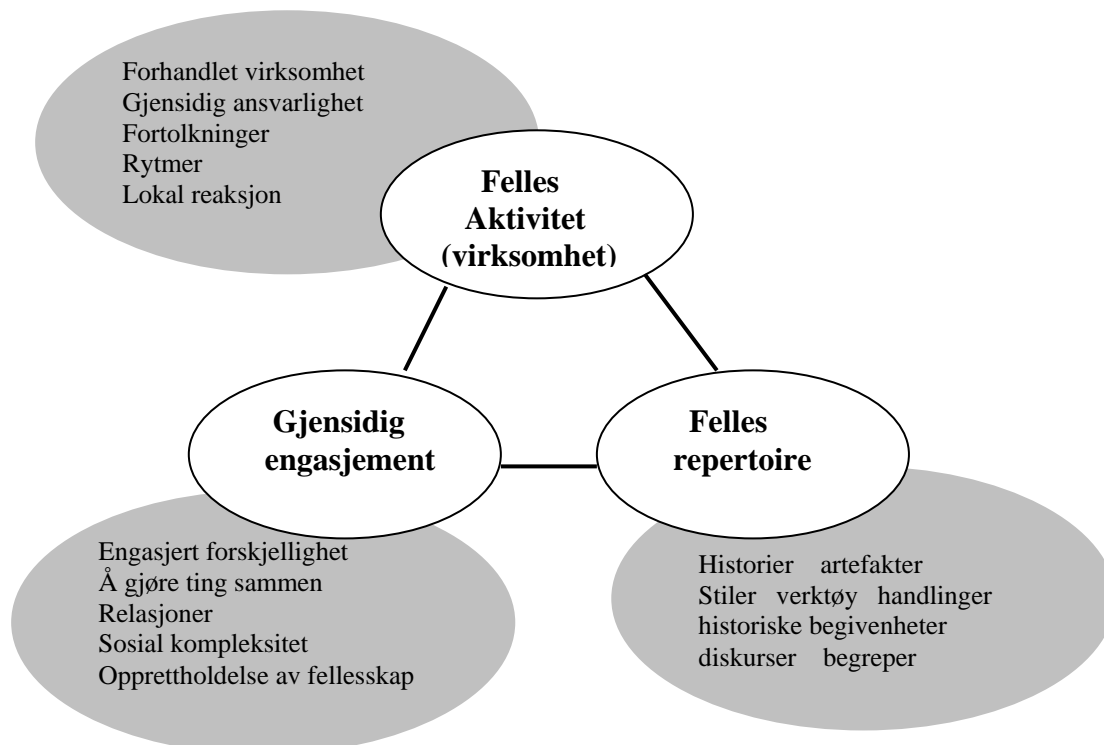 Forhandlet virksomhet
Gjensidig ansvarlighet
Fortolkninger
Rytmer
Lokal reaksjon
Felles
Aktivitet
(virksomhet)
Gjensidig
engasjement
Felles
repertoire
Engasjert forskjellighet
Å gjøre ting sammen
Relasjoner
Sosial kompleksitet
Opprettholdelse av fellesskap
Historier artefakter
Stiler verktøy handlinger
historiske begivenheter
diskurser begreper